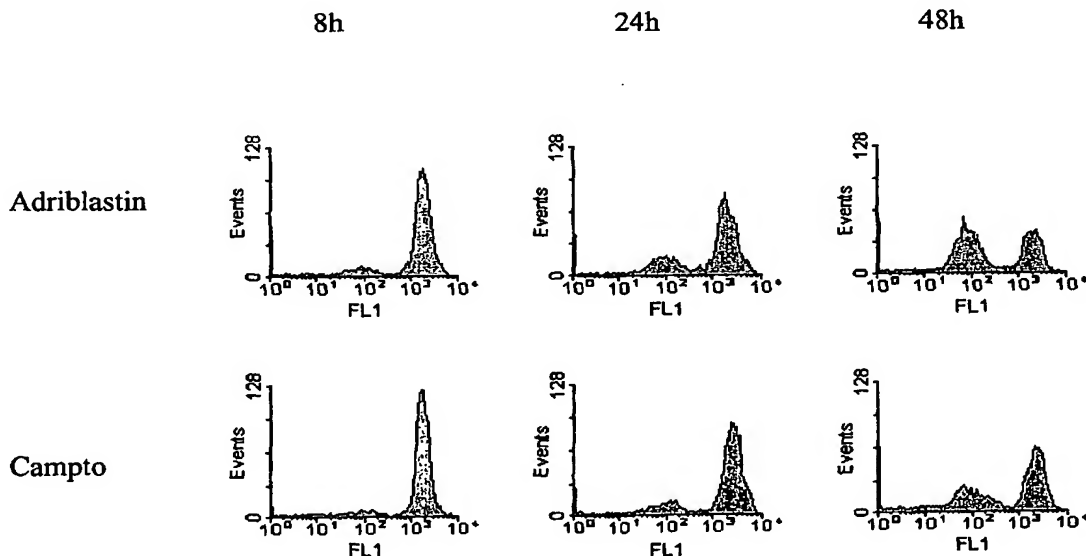 8h 24h 48h
Adriblastin
128 128 128
Events Events Events
0 0 0
10⁰ 10¹ 10² 10³ 10⁴ 10⁰ 10¹ 10² 10³ 10⁴ 10⁰ 10¹ 10² 10³ 10⁴
FL1 FL1 FL1
Campto
128 128 128
Events Events Events
0 0 0
10⁰ 10¹ 10² 10³ 10⁴ 10⁰ 10¹ 10² 10³ 10⁴ 10⁰ 10¹ 10² 10³ 10⁴
FL1 FL1 FL1